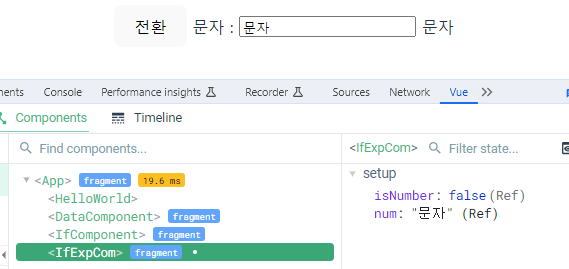 전환 문자 : 문자 문자
nents Console Performance insights Recorder Sources Network Vue
Components Timeline
Find components... <IfExpCom> Filter state...
<App> fragment 19.6 ms setup
<HelloWorld> isNumber: false (Ref)
<DataComponent> fragment num: "문자" (Ref)
<IfComponent> fragment
<IfExpCom> fragment